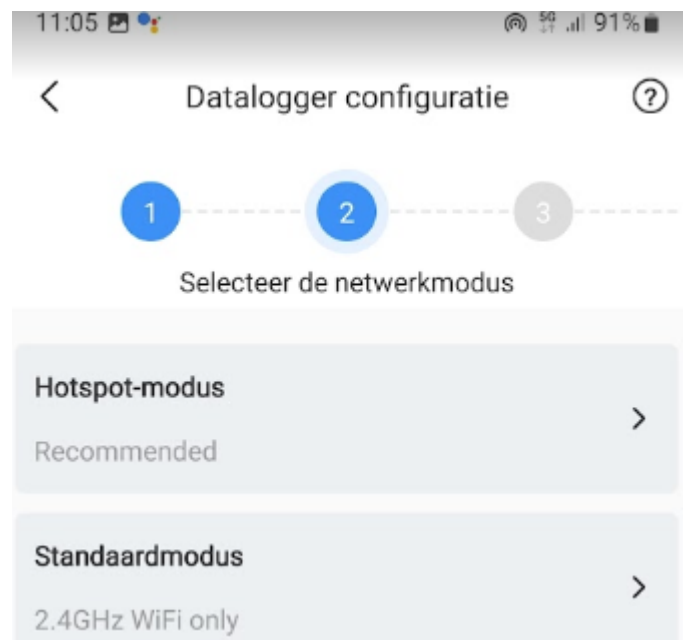 11:05 5G 91%
Datalogger configuratie ?
1 2 3
Selecteer de netwerkmodus
Hotspot-modus
Recommended
Standaardmodus
2.4GHz WiFi only